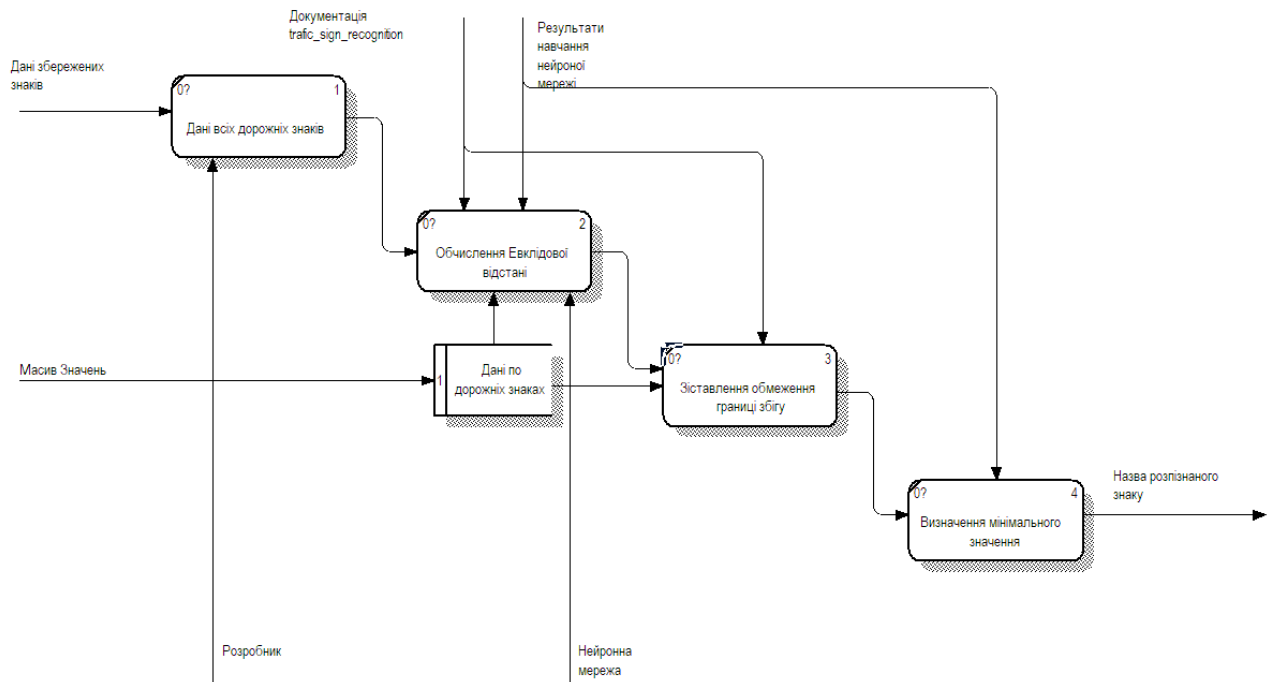 Документація
trafic_sign_recognition
Результати
навчання
нейроної
мережі
Дані збережених
знаків
0? 1
Дані всіх дорожніх знаків
0? 2
Обчислення Евклідової
відстані
Масив Значень
1
Дані по
дорожніх знаках
0? 3
Зіставлення обмеження
границі збігу
0? 4
Визначення мінімального
значення
Назва розпізнаного
знаку
Розробник
Нейронна
мережа